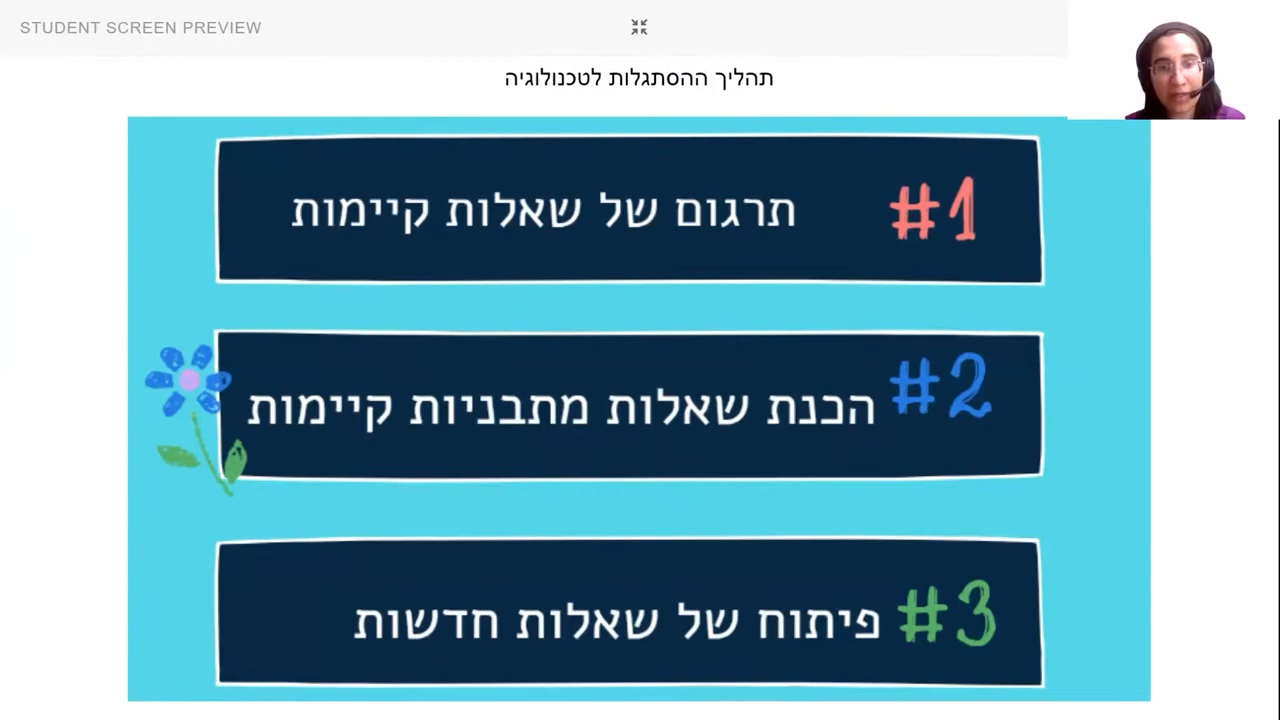 STUDENT SCREEN PREVIEW
תהליך ההסתגלות לטכנולוגיה
#1 תרגום של שאלות קיימות
#2 הכנת שאלות מתבניות קיימות
#3 פיתוח של שאלות חדשות